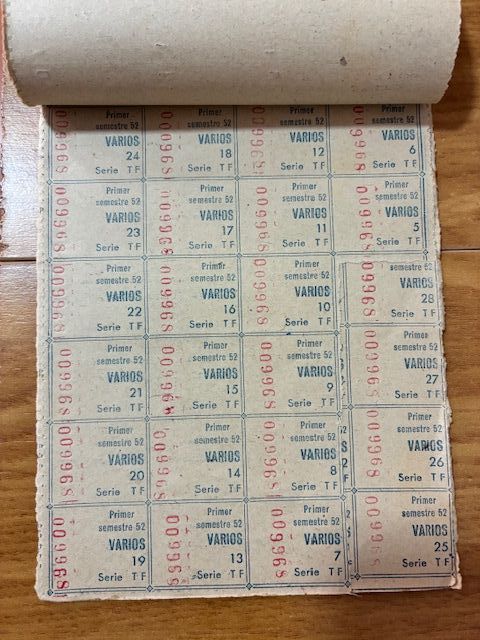 Primer
semestre 52
VARIOS
24
Serie TF
Primer
semestre 52
VARIOS
18
Serie TF
Primer
semestre 52
VARIOS
12
Serie TF
Primer
semestre 52
VARIOS
6
Serie TF
Primer
semestre 52
VARIOS
23
Serie TF
Primer
semestre 52
VARIOS
17
Serie TF
Primer
semestre 52
VARIOS
11
Serie TF
Primer
semestre 52
VARIOS
5
Serie TF
Primer
semestre 52
VARIOS
22
Serie TF
Primer
semestre 52
VARIOS
16
Serie TF
Primer
semestre 52
VARIOS
10
Serie TF
semestre 52
VARIOS
28
Serie TF
Primer
semestre 52
VARIOS
21
Serie TF
Primer
semestre 52
VARIOS
15
Serie TF
Primer
semestre 52
VARIOS
9
Serie TF
Primer
semestre 52
VARIOS
27
Serie TF
Primer
semestre 52
VARIOS
20
Serie TF
Primer
semestre 52
VARIOS
14
Serie TF
Primer
semestre 52
VARIOS
8
Serie TF
Primer
semestre 52
VARIOS
26
Serie TF
Primer
semestre 52
VARIOS
19
Serie TF
Primer
semestre 52
VARIOS
13
Serie TF
Primer
semestre 52
VARIOS
7
Serie TF
Primer
semestre 52
VARIOS
25
Serie TF